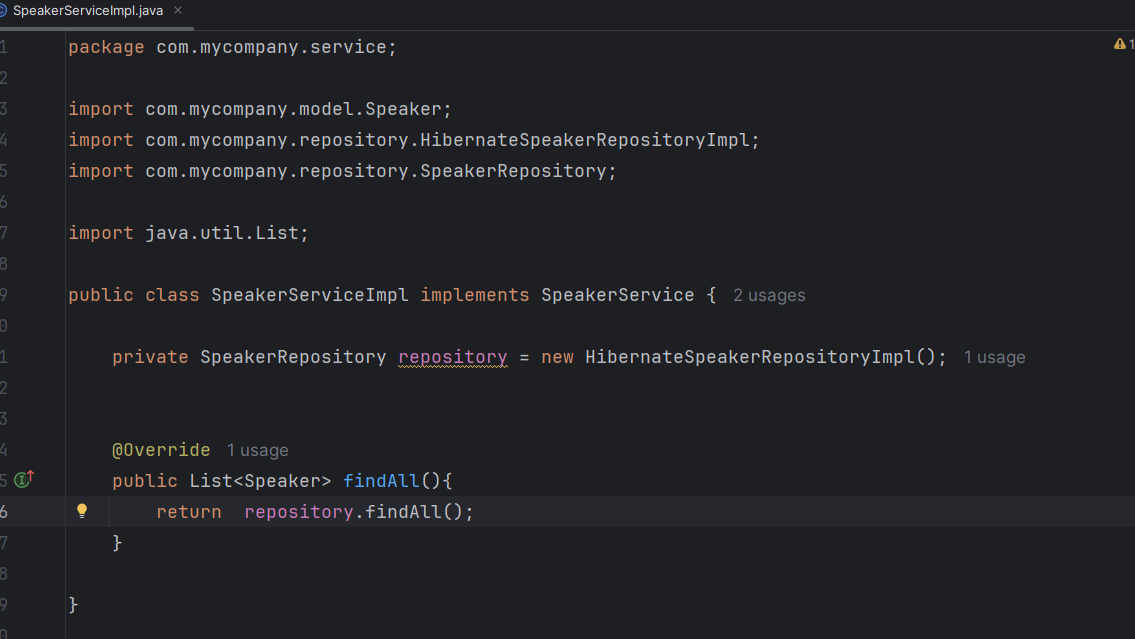 SpeakerServiceImpl.java
1 package com.mycompany.service; 1
2
3 import com.mycompany.model.Speaker;
4 import com.mycompany.repository.HibernateSpeakerRepositoryImpl;
5 import com.mycompany.repository.SpeakerRepository;
6
7 import java.util.List;
8
9 public class SpeakerServiceImpl implements SpeakerService { 2 usages
0
1 private SpeakerRepository repository = new HibernateSpeakerRepositoryImpl(); 1 usage
2
3
4 @Override 1 usage
5 public List<Speaker> findAll(){
6 return  repository.findAll();
7 }
8
9 }
0